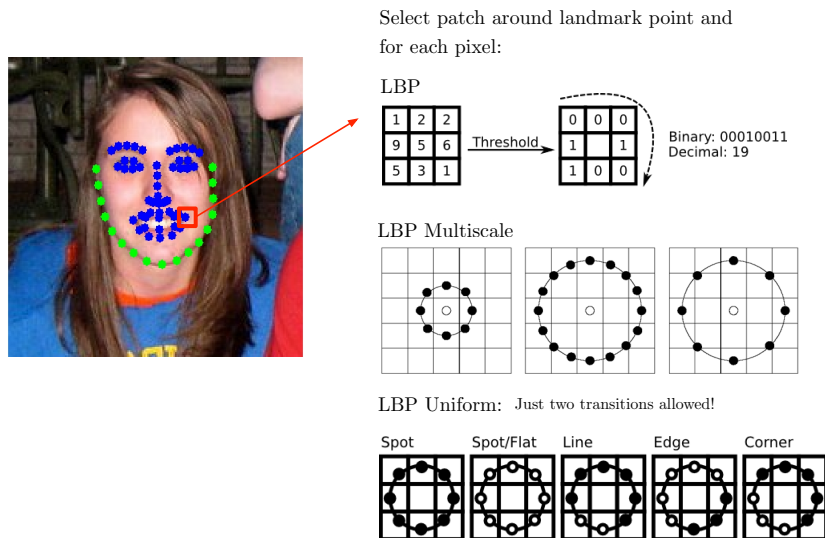 Select patch around landmark point and
for each pixel:
LBP
1 2 2
9 5 6
5 3 1
Threshold
0 0 0
1 1
1 0 0
Binary: 00010011
Decimal: 19
LBP Multiscale
LBP Uniform: Just two transitions allowed!
Spot Spot/Flat Line Edge Corner